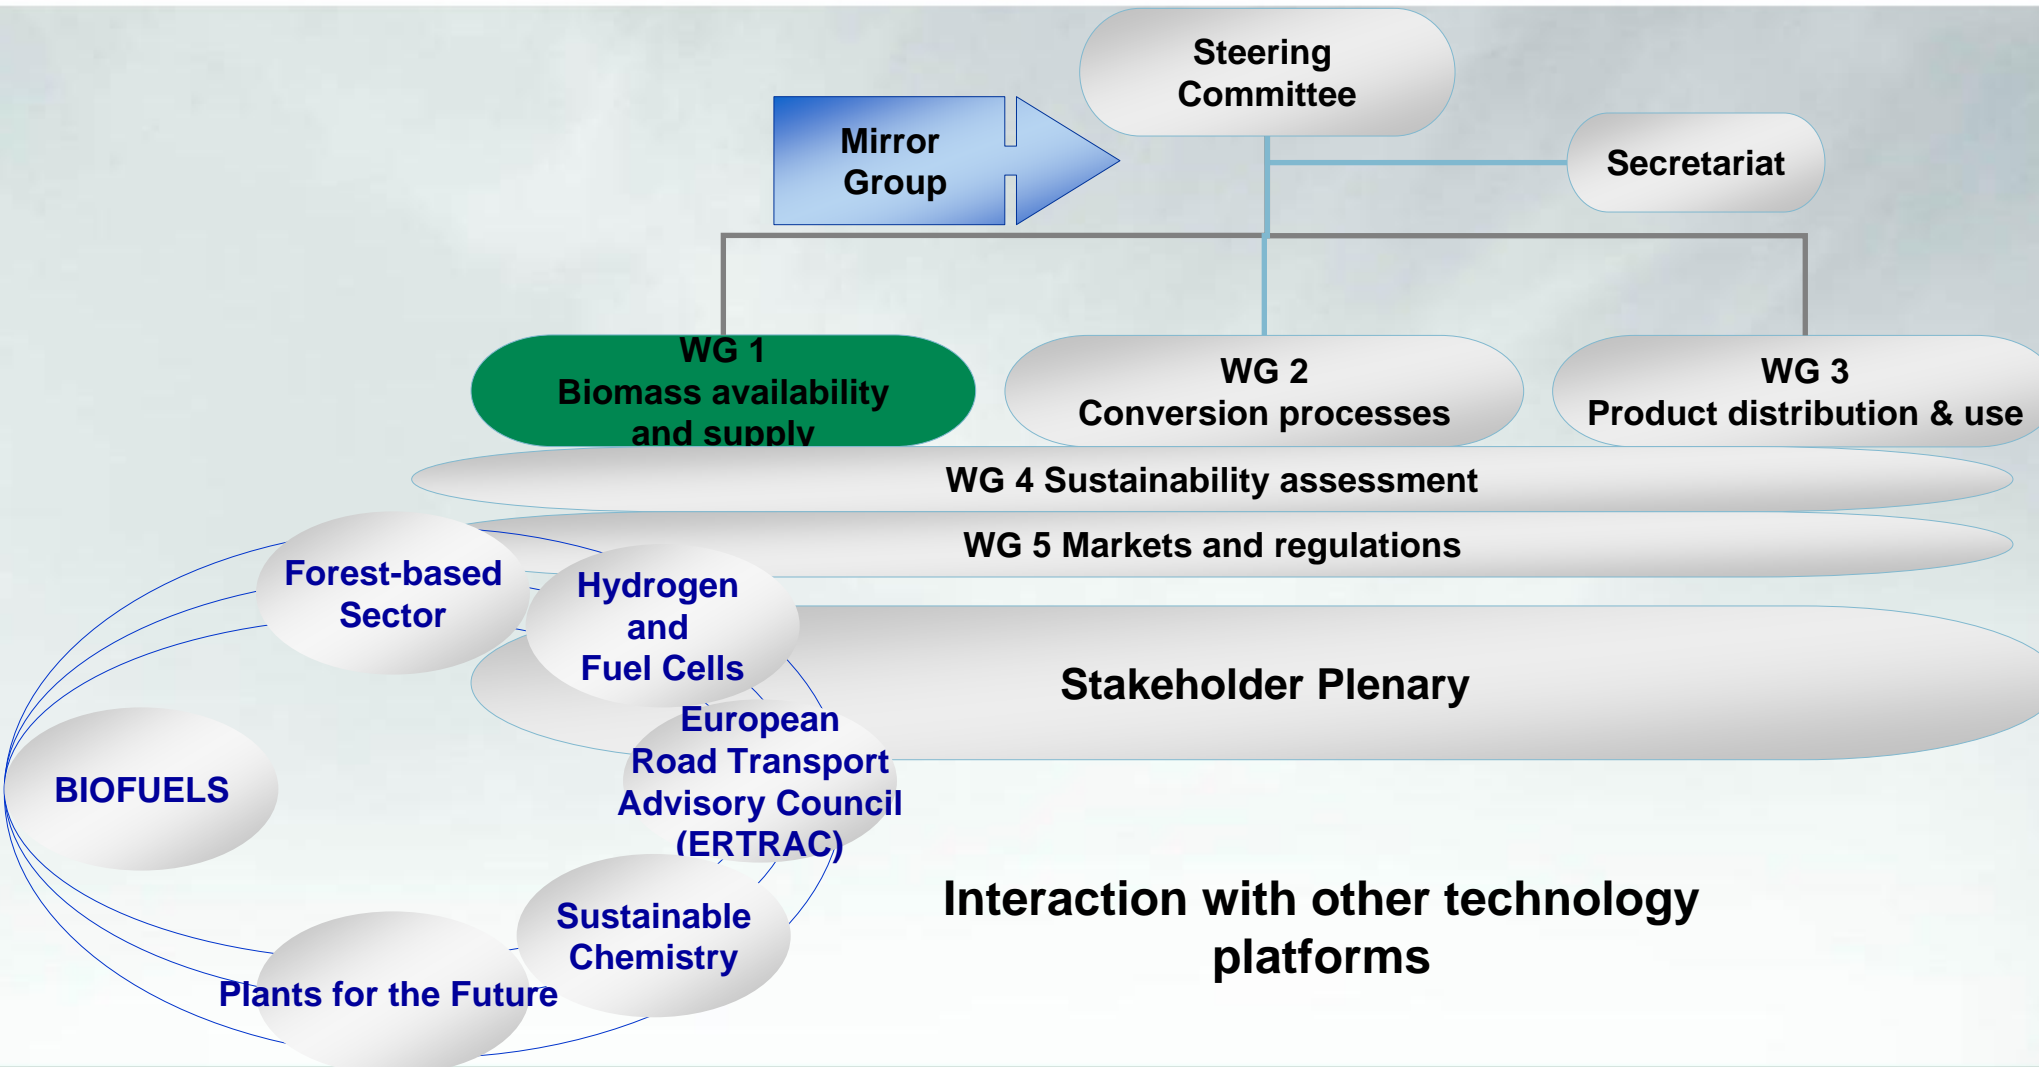 Steering
Committee
Mirror
Group
Secretariat
WG 1
Biomass availability
and supply
WG 2
Conversion processes
WG 3
Product distribution & use
WG 4 Sustainability assessment
WG 5 Markets and regulations
Forest-based
Sector
Hydrogen
and
Fuel Cells
Stakeholder Plenary
European
Road Transport
Advisory Council
(ERTRAC)
BIOFUELS
Sustainable
Chemistry
Plants for the Future
Interaction with other technology
platforms